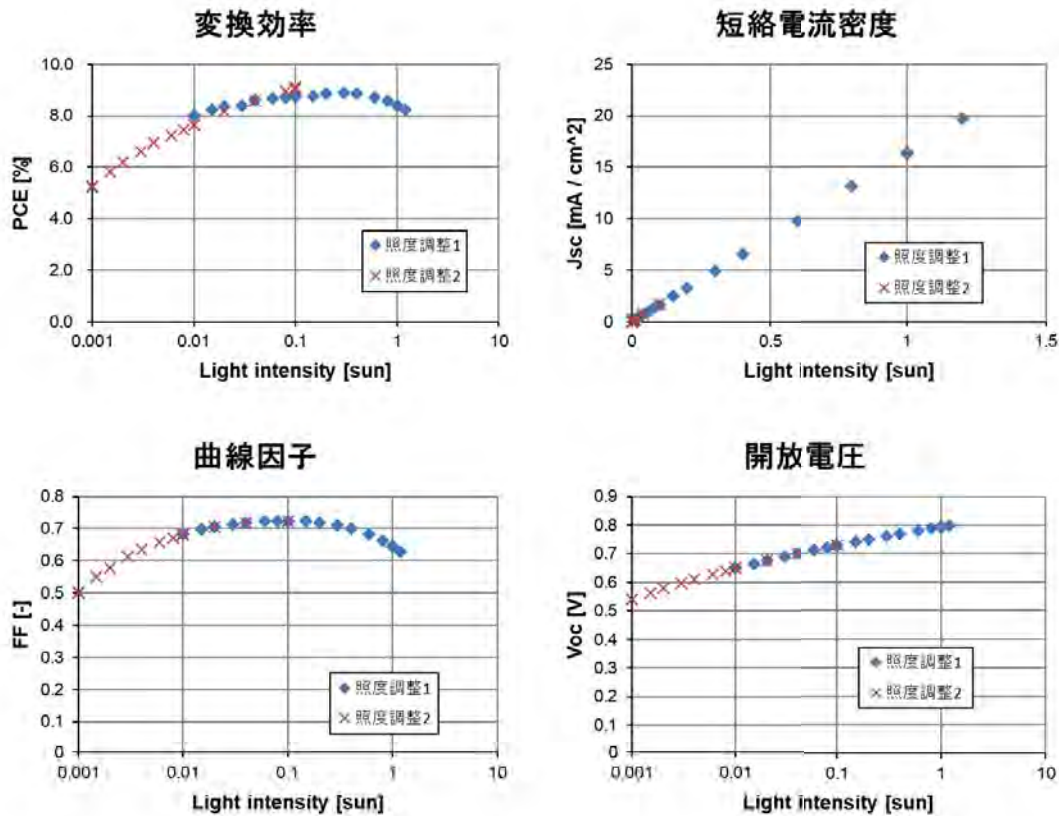 変換効率
10.0
8.0
6.0
4.0
2.0
0.0
PCE [%]
照度調整1
照度調整2
0.001
0.01
0.1
1
10
Light intensity [sun]
短絡電流密度
25
20
15
10
5
0
Jsc [mA / cm^2]
照度調整1
照度調整2
0
0.5
1
1.5
Light intensity [sun]
曲線因子
0.8
0.7
0.6
0.5
0.4
0.3
0.2
0.1
0
FF [-]
照度調整1
照度調整2
0.001
0.01
0.1
1
10
Light intensity [sun]
開放電圧
0.9
0.8
0.7
0.6
0.5
0.4
0.3
0.2
0.1
0
Voc [V]
照度調整1
照度調整2
0.001
0.01
0.1
1
10
Light intensity [sun]